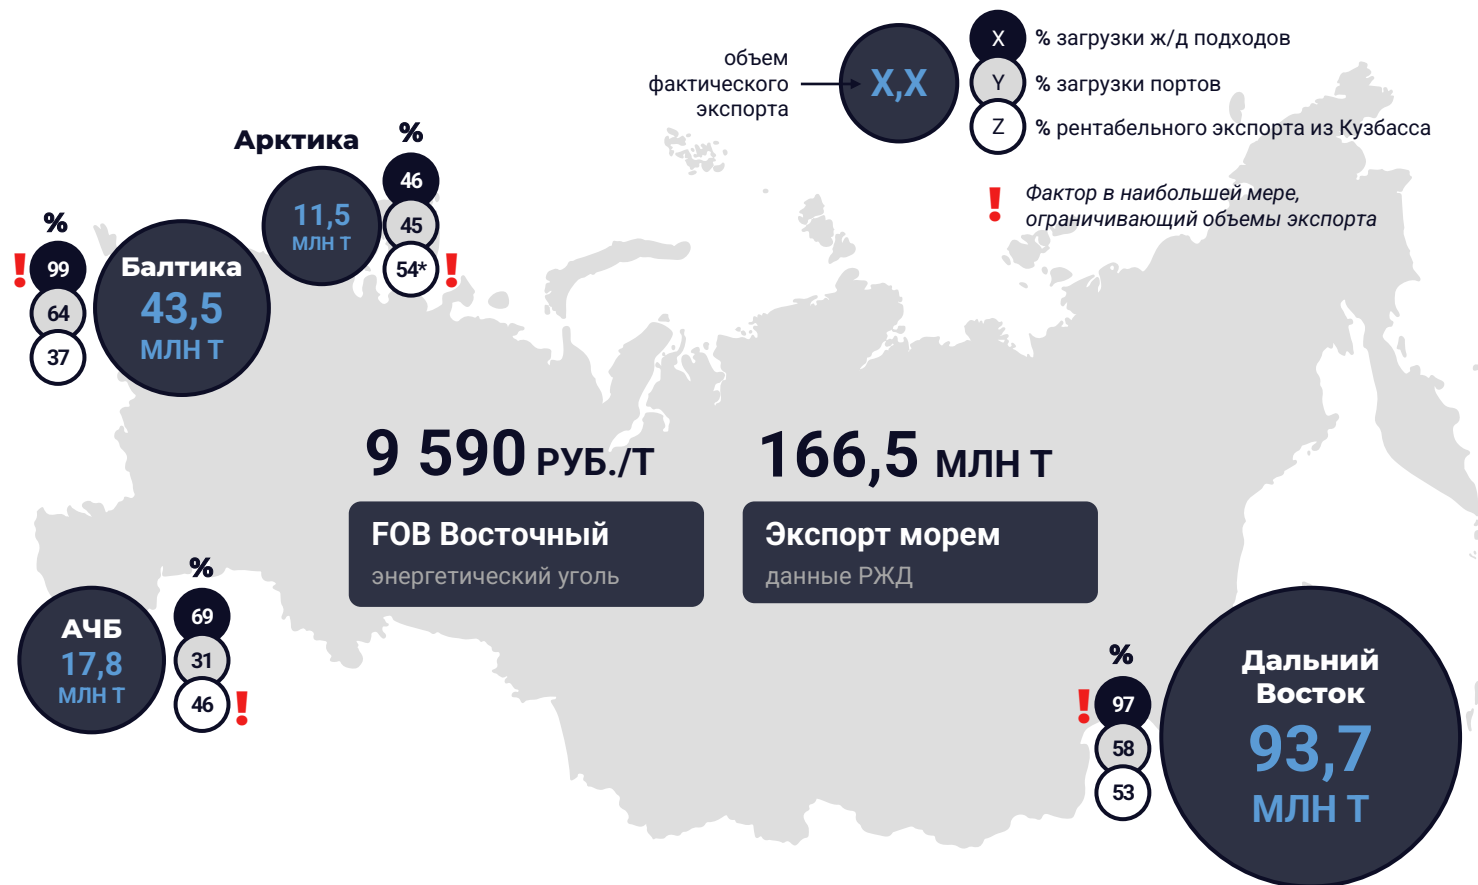 объем
фактического
экспорта
X,X
X
% загрузки ж/д подходов
Y
% загрузки портов
Z
% рентабельного экспорта из Кузбасса
!
Фактор в наибольшей мере,
ограничивающий объемы экспорта
Арктика
11,5
МЛН Т
%
46
45
54*
!
%
!
99
64
37
Балтика
43,5
МЛН Т
9 590 РУБ./Т
FOB Восточный
энергетический уголь
166,5 МЛН Т
Экспорт морем
данные РЖД
АЧБ
17,8
МЛН Т
%
69
31
46
!
%
!
97
58
53
Дальний
Восток
93,7
МЛН Т